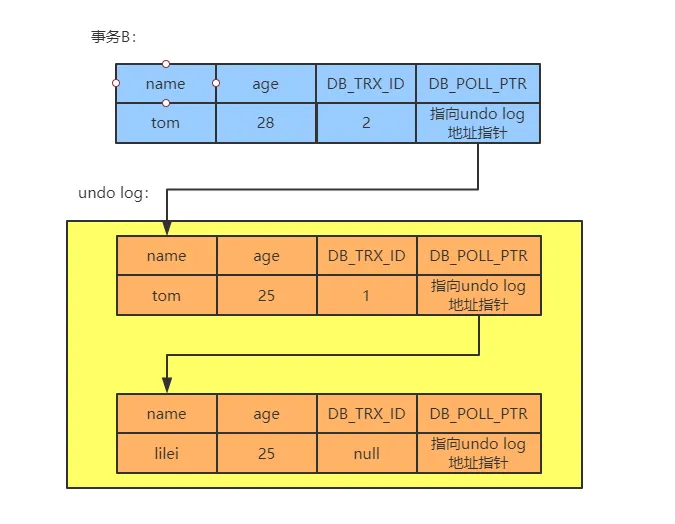 事务B：
name age DB_TRX_ID DB_POLL_PTR
tom 28 2 指向undo log
地址指针
undo log：
name age DB_TRX_ID DB_POLL_PTR
tom 25 1 指向undo log
地址指针
name age DB_TRX_ID DB_POLL_PTR
lilei 25 null 指向undo log
地址指针